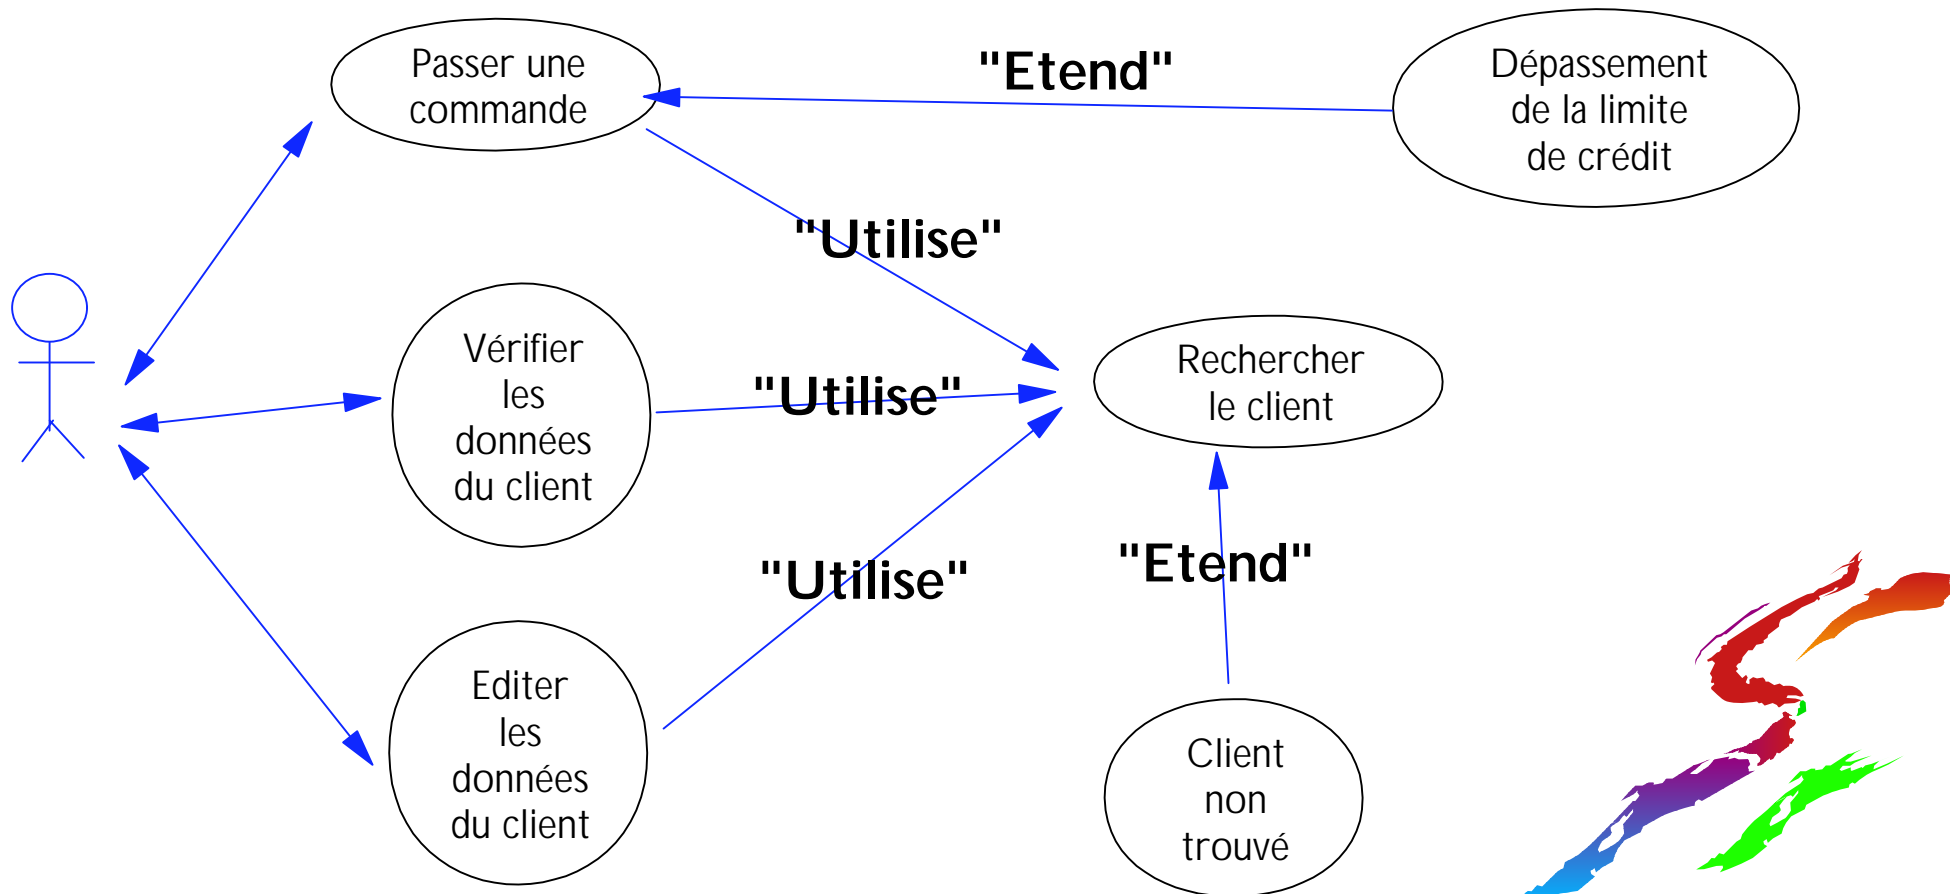 Passer une
commande
"Etend"
Dépassement
de la limite
de crédit
"Utilise"
Vérifier
les
données
du client
"Utilise"
Rechercher
le client
"Utilise"
"Etend"
Editer
les
données
du client
Client
non
trouvé